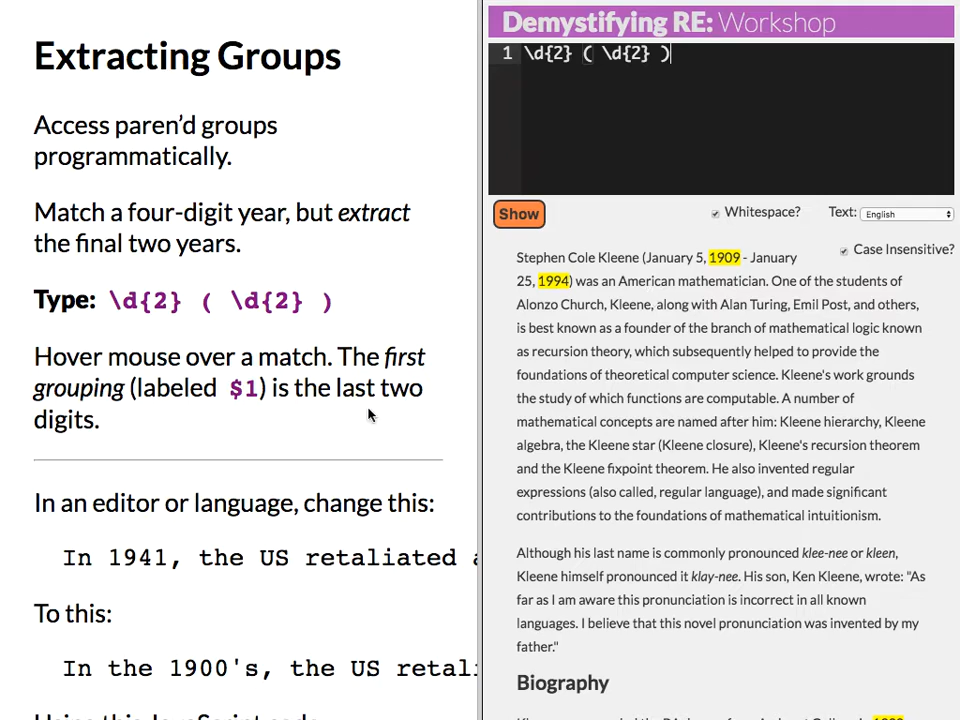 Extracting Groups
Access paren'd groups
programmatically.
Match a four-digit year, but extract
the final two years.
Type: \d{2} ( \d{2} )
Hover mouse over a match. The first
grouping (labeled $1) is the last two
digits.
In an editor or language, change this:
In 1941, the US retaliated
To this:
In the 1900's, the US retali
Demystifying RE: Workshop
1 \d{2} ( \d{2} )
Show
Whitespace?
Text: English
Case Insensitive?
Stephen Cole Kleene (January 5, 1909 - January
25, 1994) was an American mathematician. One of the students of
Alonzo Church, Kleene, along with Alan Turing, Emil Post, and others,
is best known as a founder of the branch of mathematical logic known
as recursion theory, which subsequently helped to provide the
foundations of theoretical computer science. Kleene's work grounds
the study of which functions are computable. A number of
mathematical concepts are named after him: Kleene hierarchy, Kleene
algebra, the Kleene star (Kleene closure), Kleene's recursion theorem
and the Kleene fixpoint theorem. He also invented regular
expressions (also called, regular language), and made significant
contributions to the foundations of mathematical intuitionism.
Although his last name is commonly pronounced klee-nee or kleen,
Kleene himself pronounced it klay-nee. His son, Ken Kleene, wrote: "As
far as I am aware this pronunciation is incorrect in all known
languages. I believe that this novel pronunciation was invented by my
father."
Biography